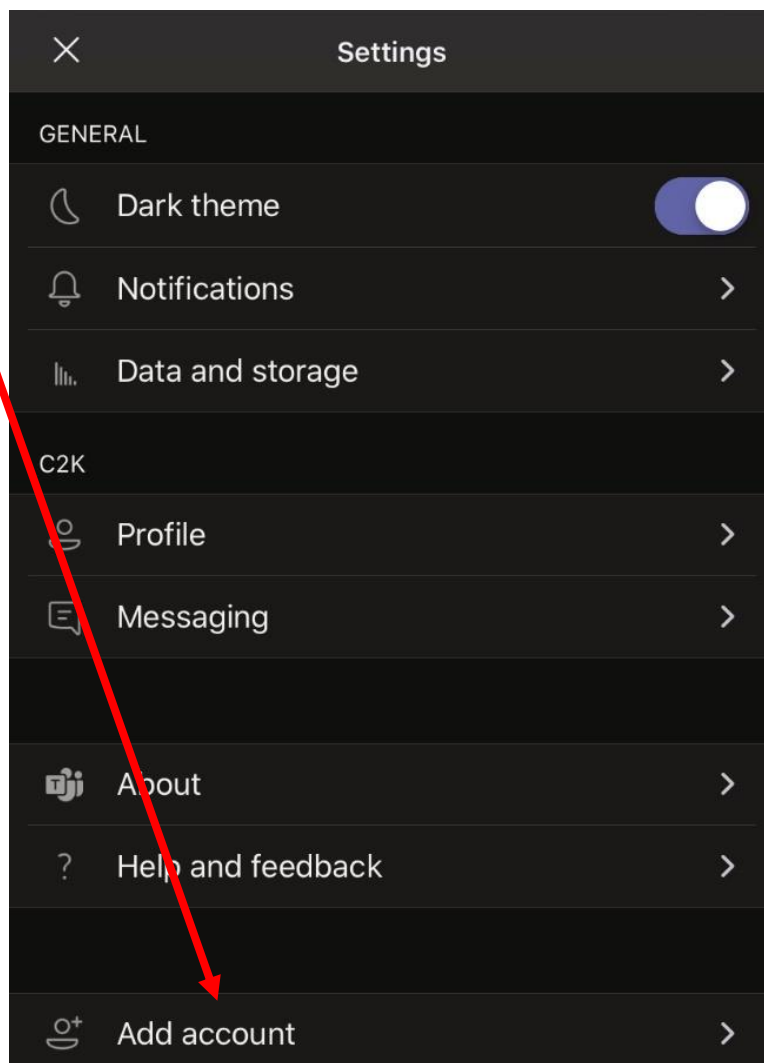 Settings
GENERAL
Dark theme
Notifications
Data and storage
C2K
Profile
Messaging
About
Help and feedback
Add account